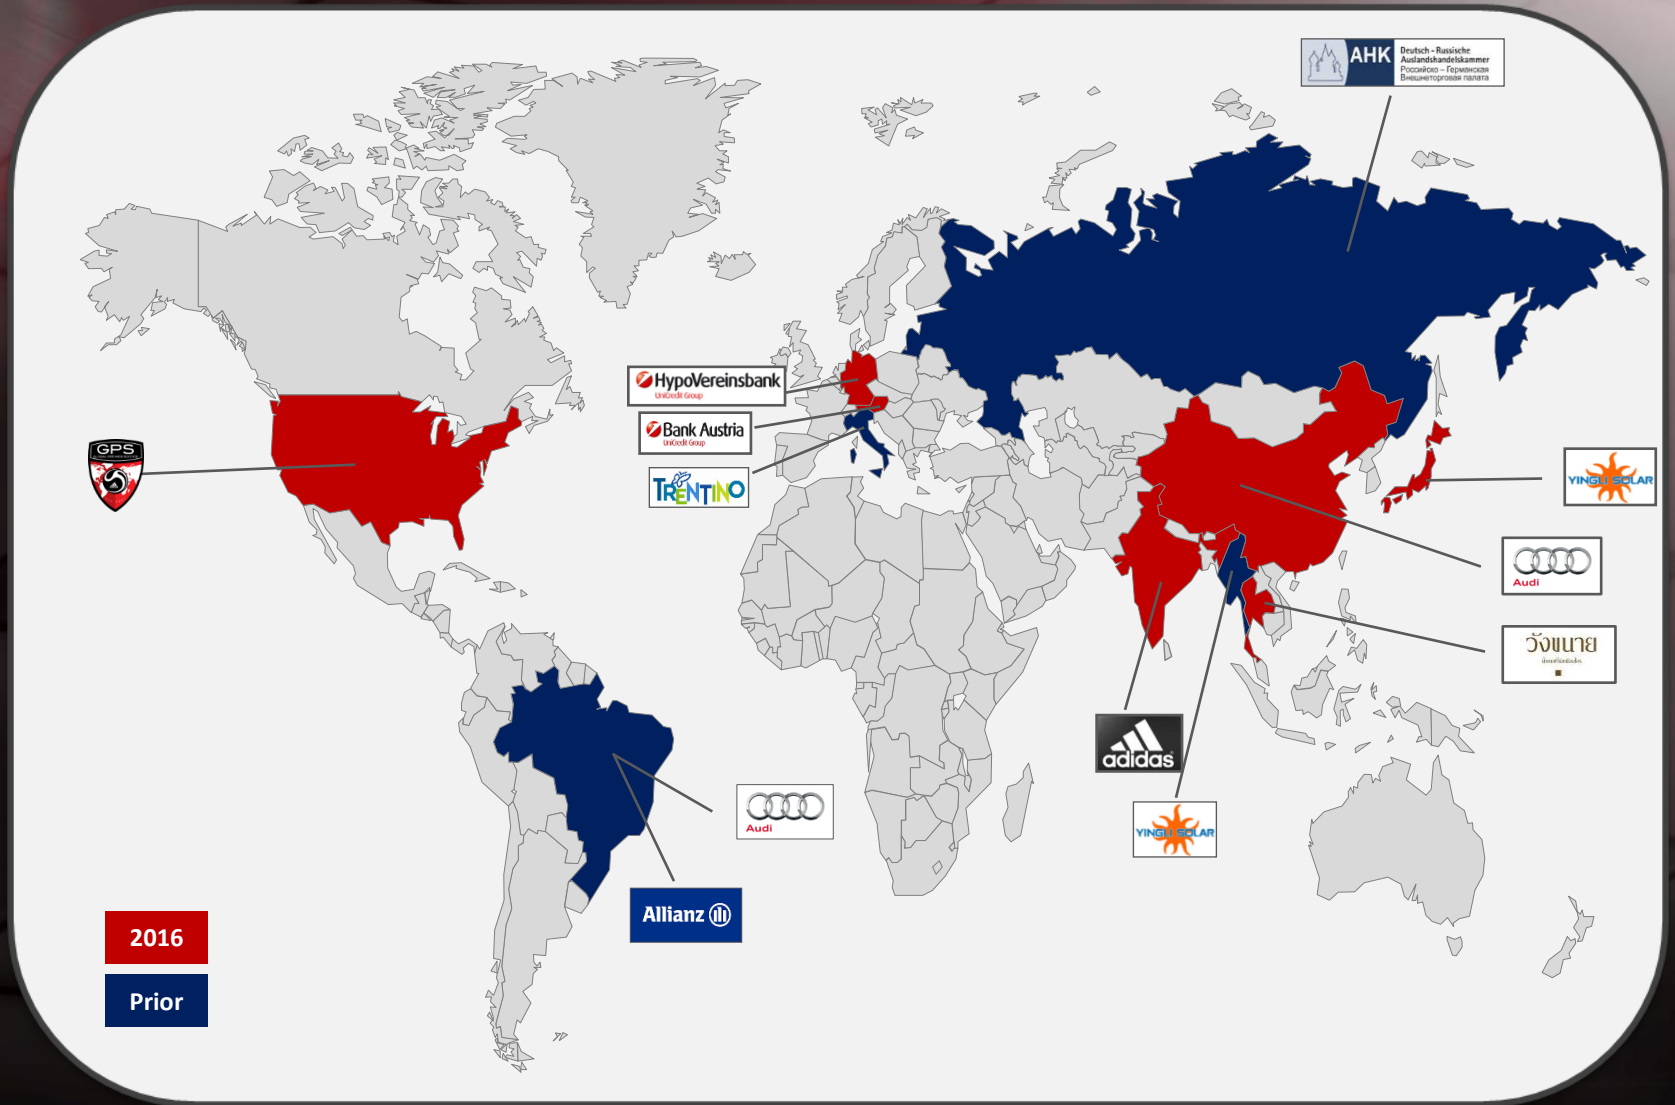 AHK
Deutsch - Russische
Auslandshandelskammer
Российско – Германская
Внешнеторговая палата
HypoVereinsbank
UniCredit Group
Bank Austria
UniCredit Group
TRENTINO
GPS
YINGLI SOLAR
Audi
วังขนาย
adidas
YINGLI SOLAR
Audi
Allianz
2016
Prior